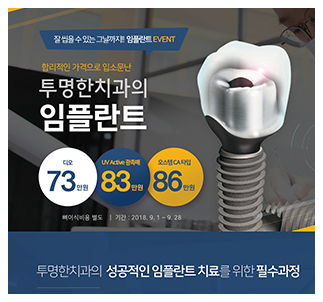 잘 씹을 수 있는 그날까지! 임플란트 EVENT
합리적인 가격으로 입소문난
투명한치과의
임플란트
디오
73만원
UV Active 광촉매
83만원
오스템 CA 타입
86만원
뼈이식비용 별도 | 기간 : 2018. 9. 1 ~ 9. 28
투명한치과의 성공적인 임플란트 치료를 위한 필수과정